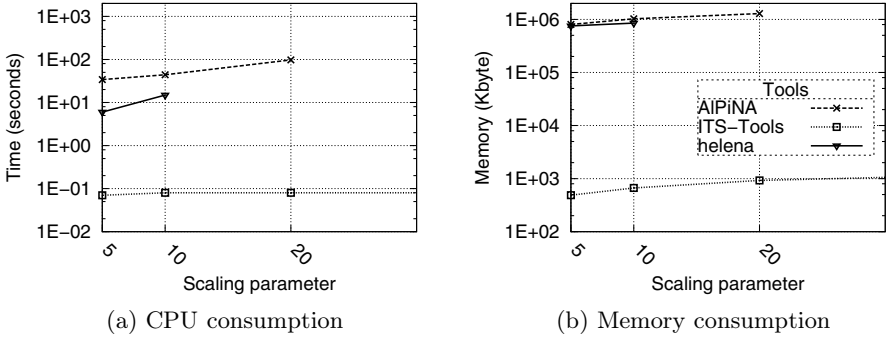 1E+03
1E+02
1E+01
1E+00
1E-01
1E-02
Time (seconds)
5
10
20
Scaling parameter
(a) CPU consumption
1E+06
1E+05
1E+04
1E+03
1E+02
Memory (Kbyte)
Tools
AlPiNA
ITS-Tools
helena
5
10
20
Scaling parameter
(b) Memory consumption